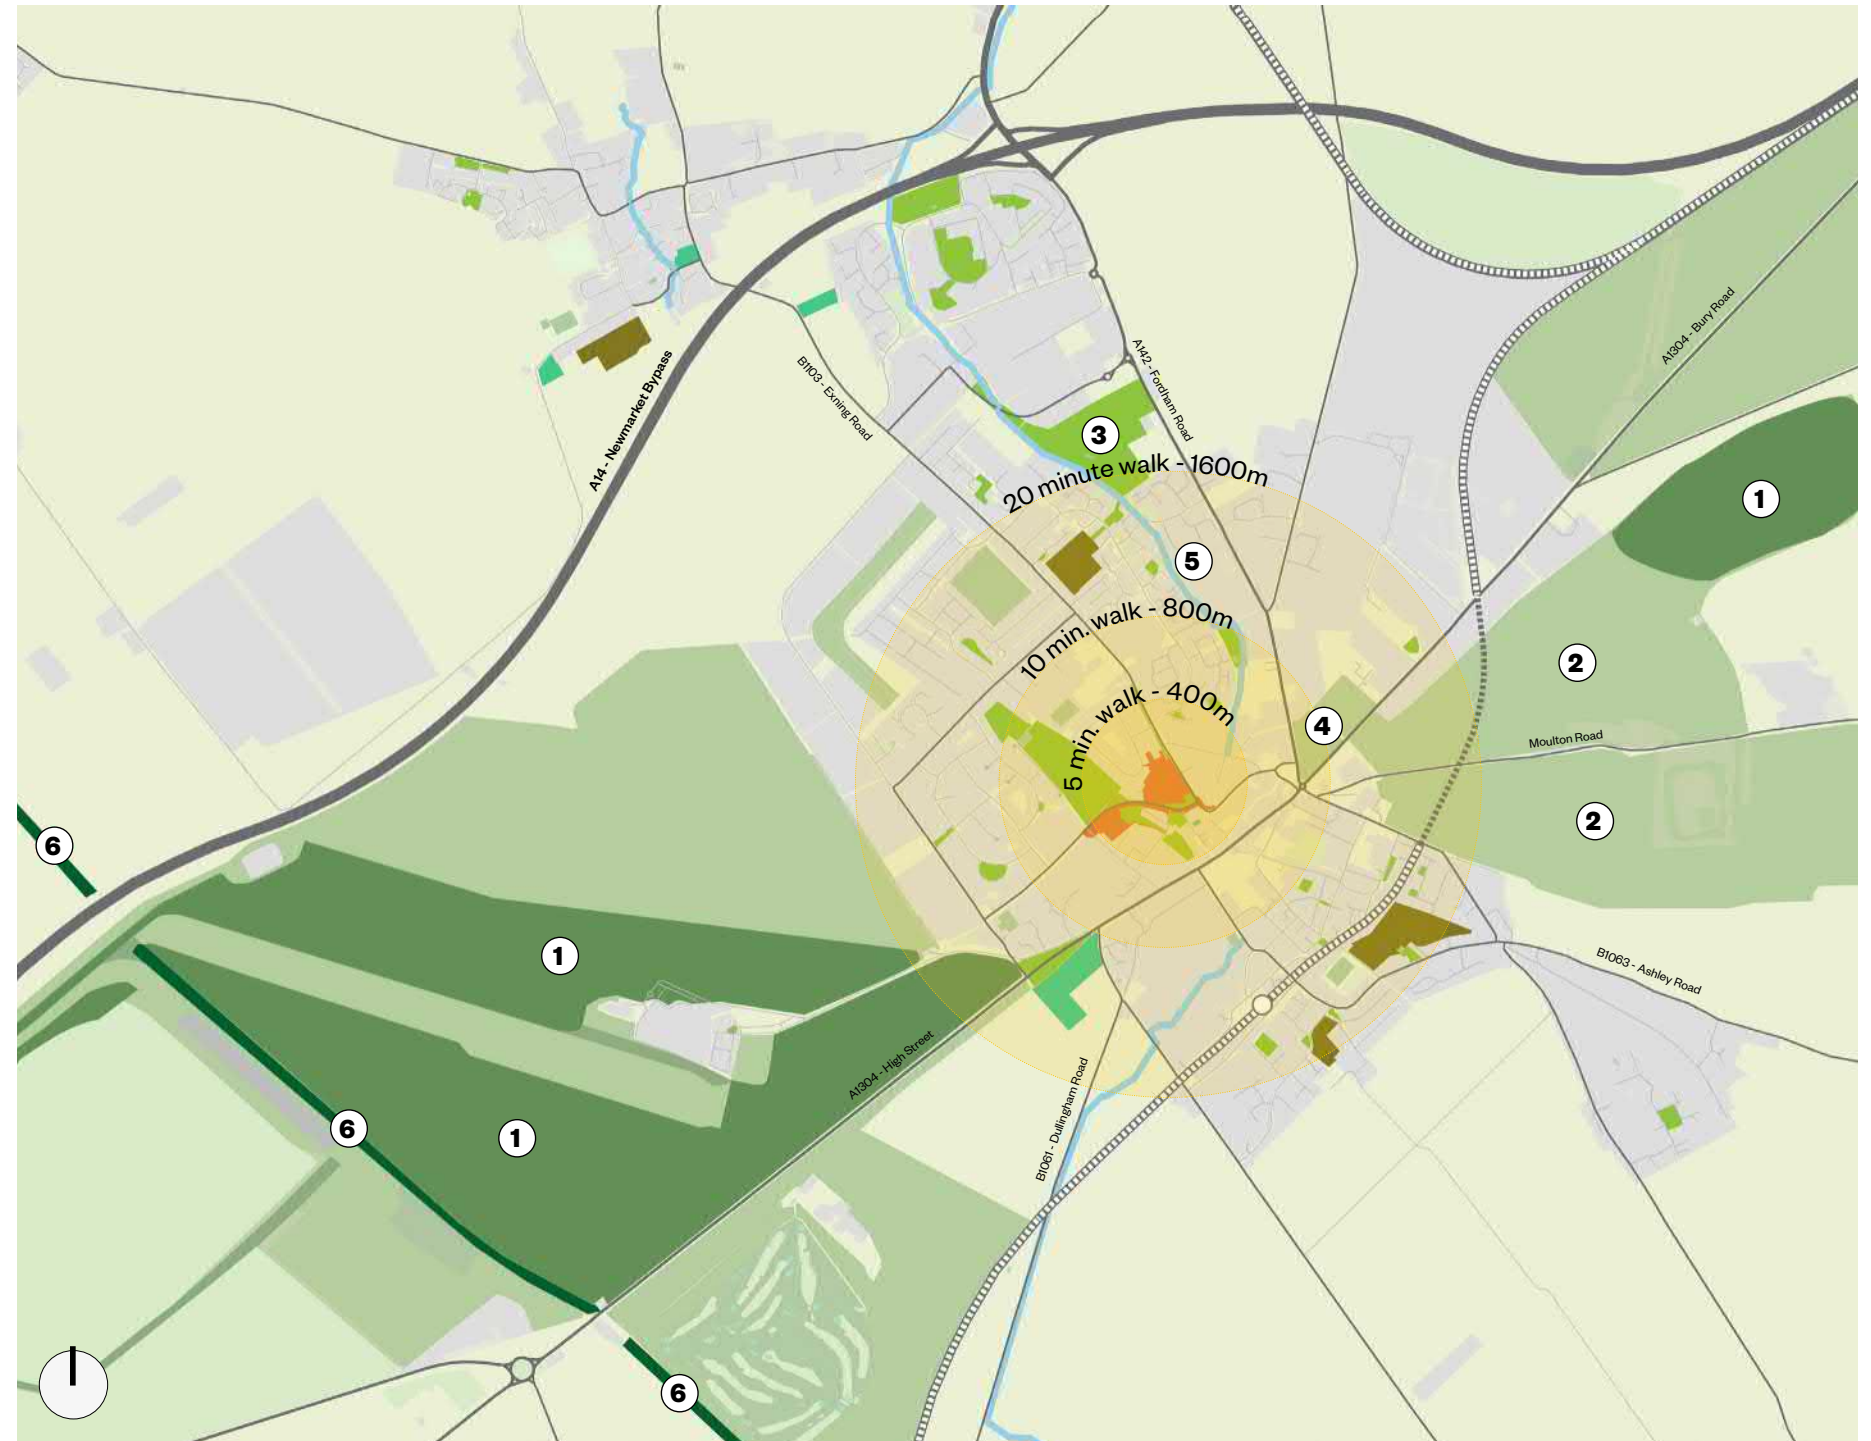 A14 - Newmarket Bypass
B1103 - Exning Road
A142 - Fordham Road
A1304 - Bury Road
3
20 minute walk - 1600m
1
5
10 min. walk - 800m
2
5 min. walk - 400m
4
Moulton Road
2
6
1
B1063 - Ashley Road
A1304 - High Street
B1061 - Dullingham Road
6
1
6